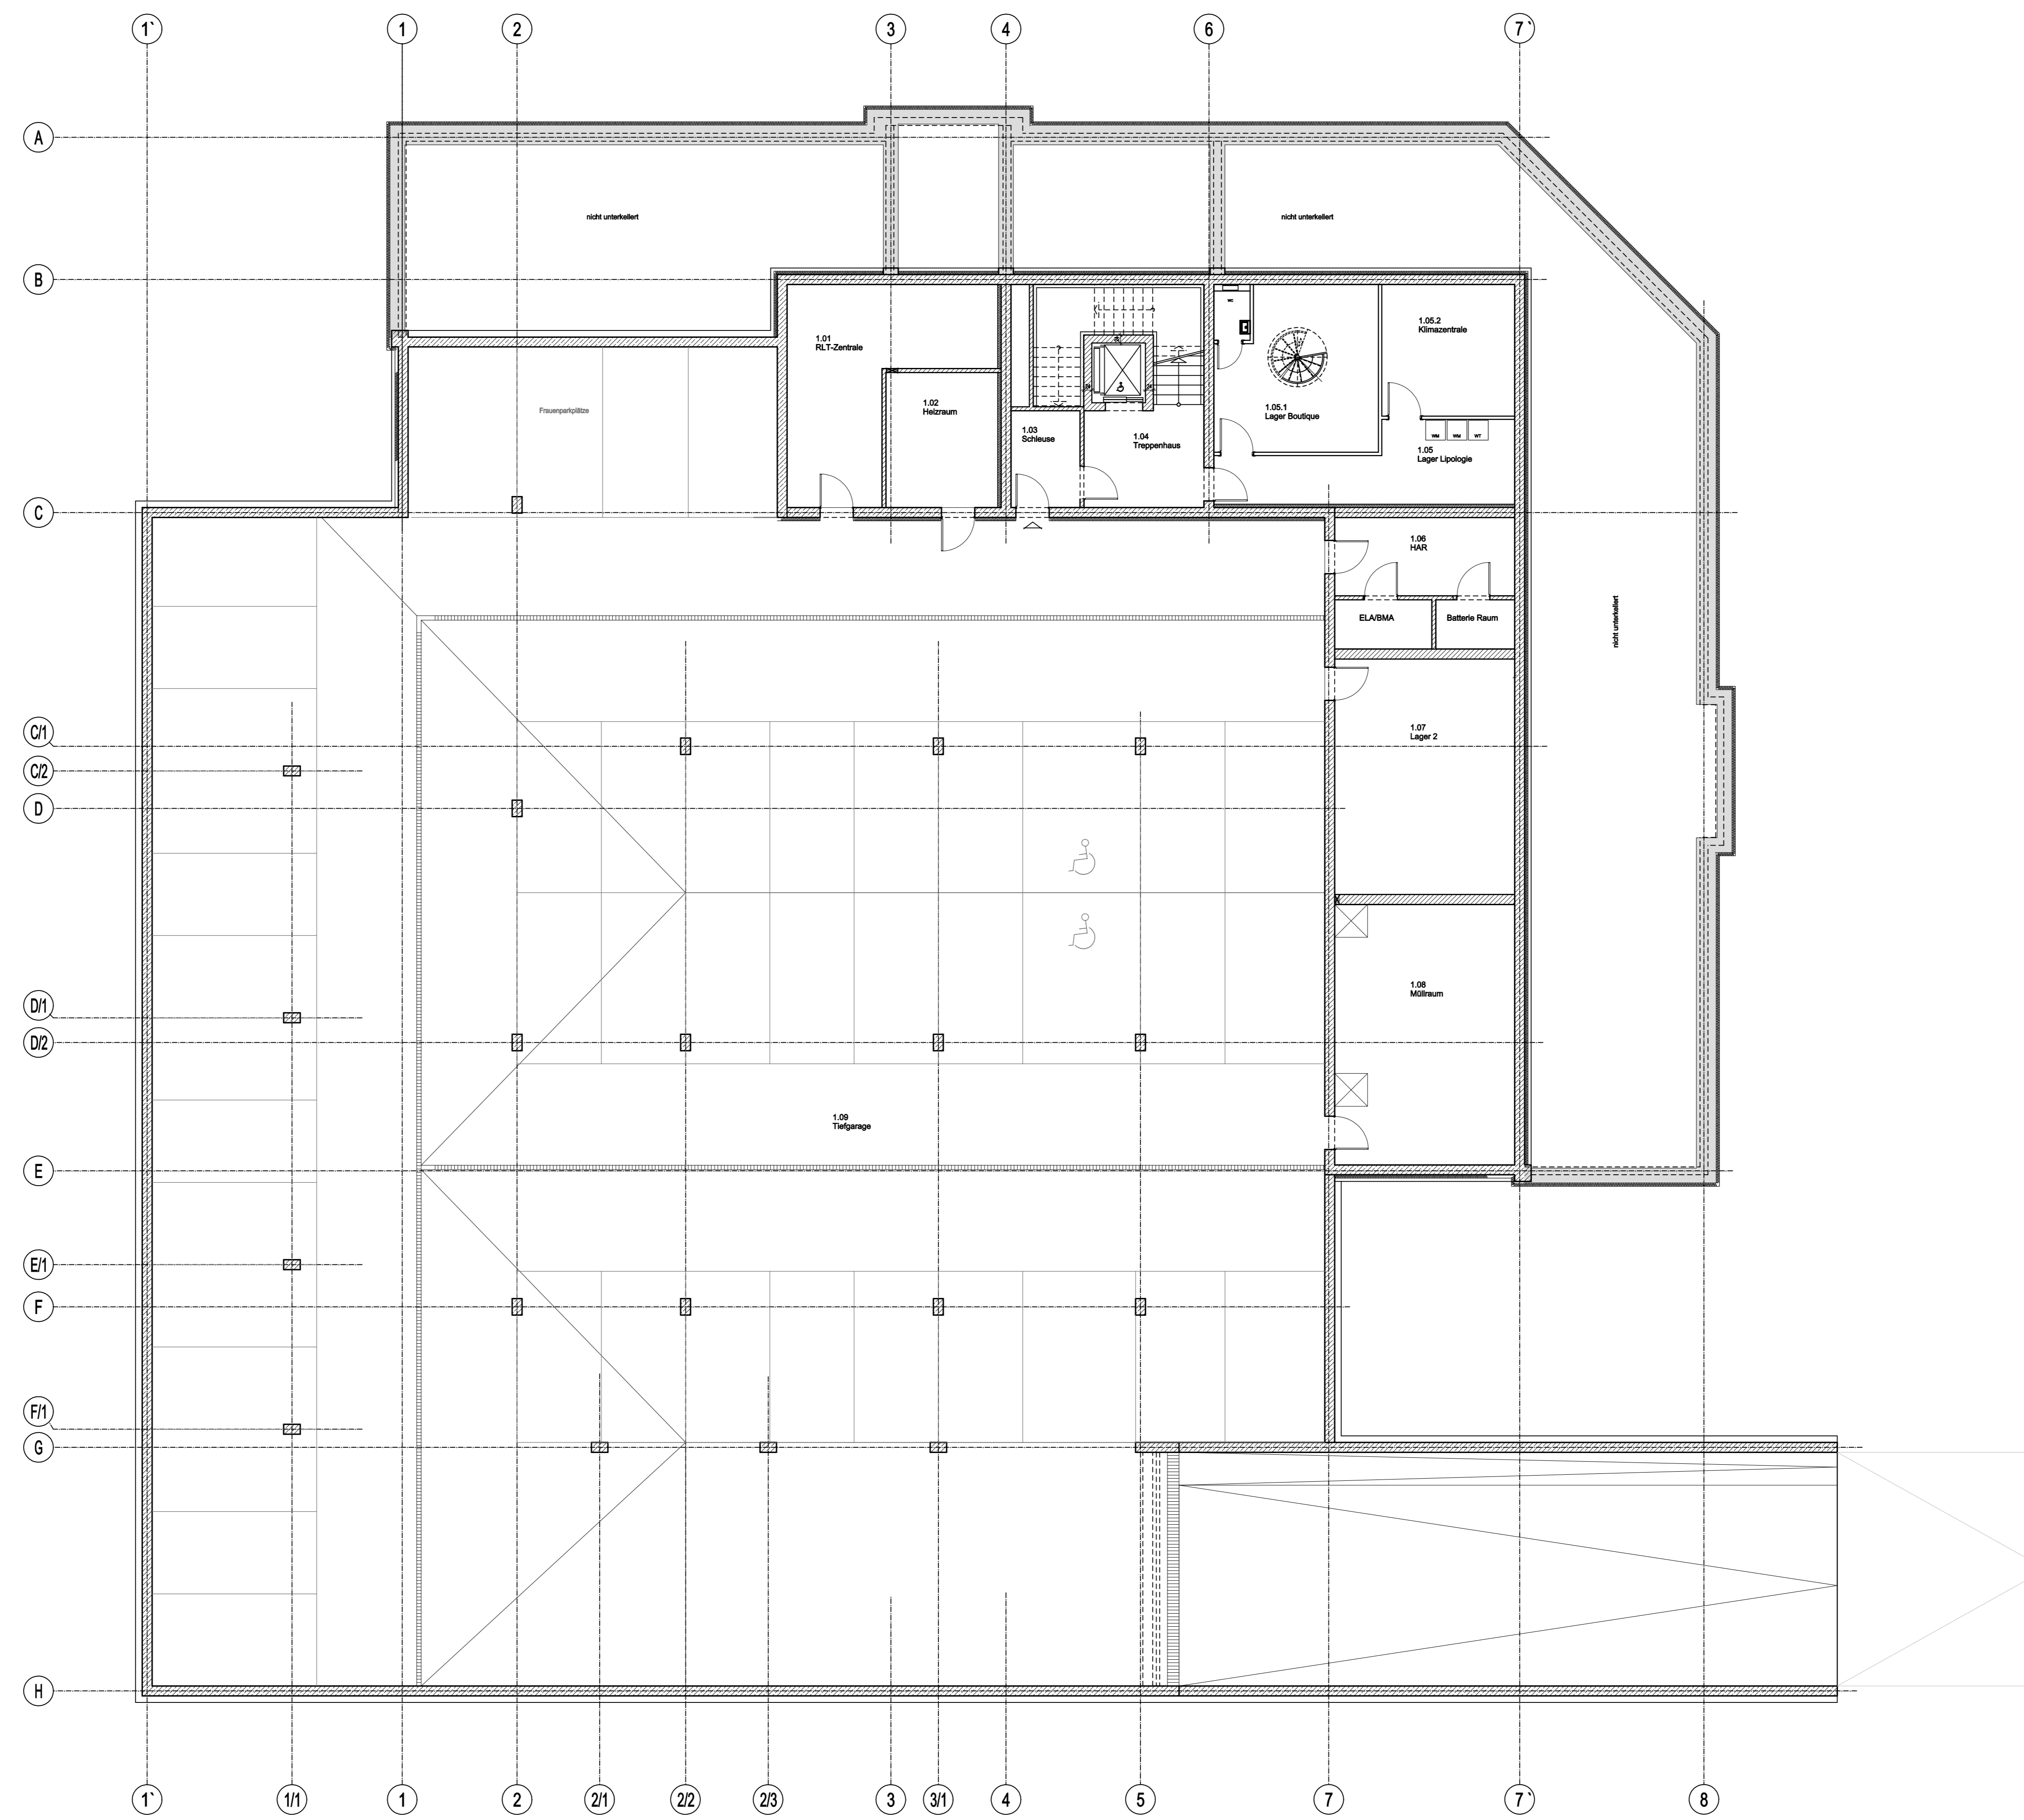 1`
1
2
3
4
6
7`
A
B
C
C/1
C/2
D
D/1
D/2
E
E/1
F
F/1
G
H
nicht unterkellert
nicht unterkellert
1.01
RLT-Zentrale
WC
1.05.2
Klimazentrale
Frauenparkplätze
1.02
Heizraum
1.05.1
Lager Boutique
1.03
Schleuse
1.04
Treppenhaus
WM
WM
WT
1.05
Lager Lipologie
1.06
HAR
ELA/BMA
Batterie Raum
nicht unterkellert
1.07
Lager 2
1.08
Müllraum
1.09
Tiefgarage
1`
1/1
1
2
2/1
2/2
2/3
3
3/1
4
5
7
7`
8